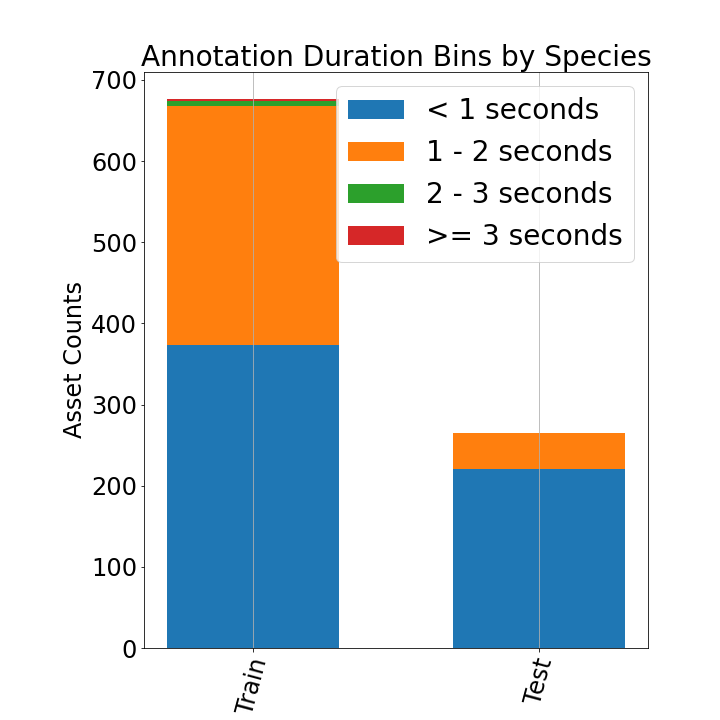 Annotation Duration Bins by Species
700
600
500
400
300
200
100
0
Asset Counts
< 1 seconds
1 - 2 seconds
2 - 3 seconds
>= 3 seconds
Train
Test